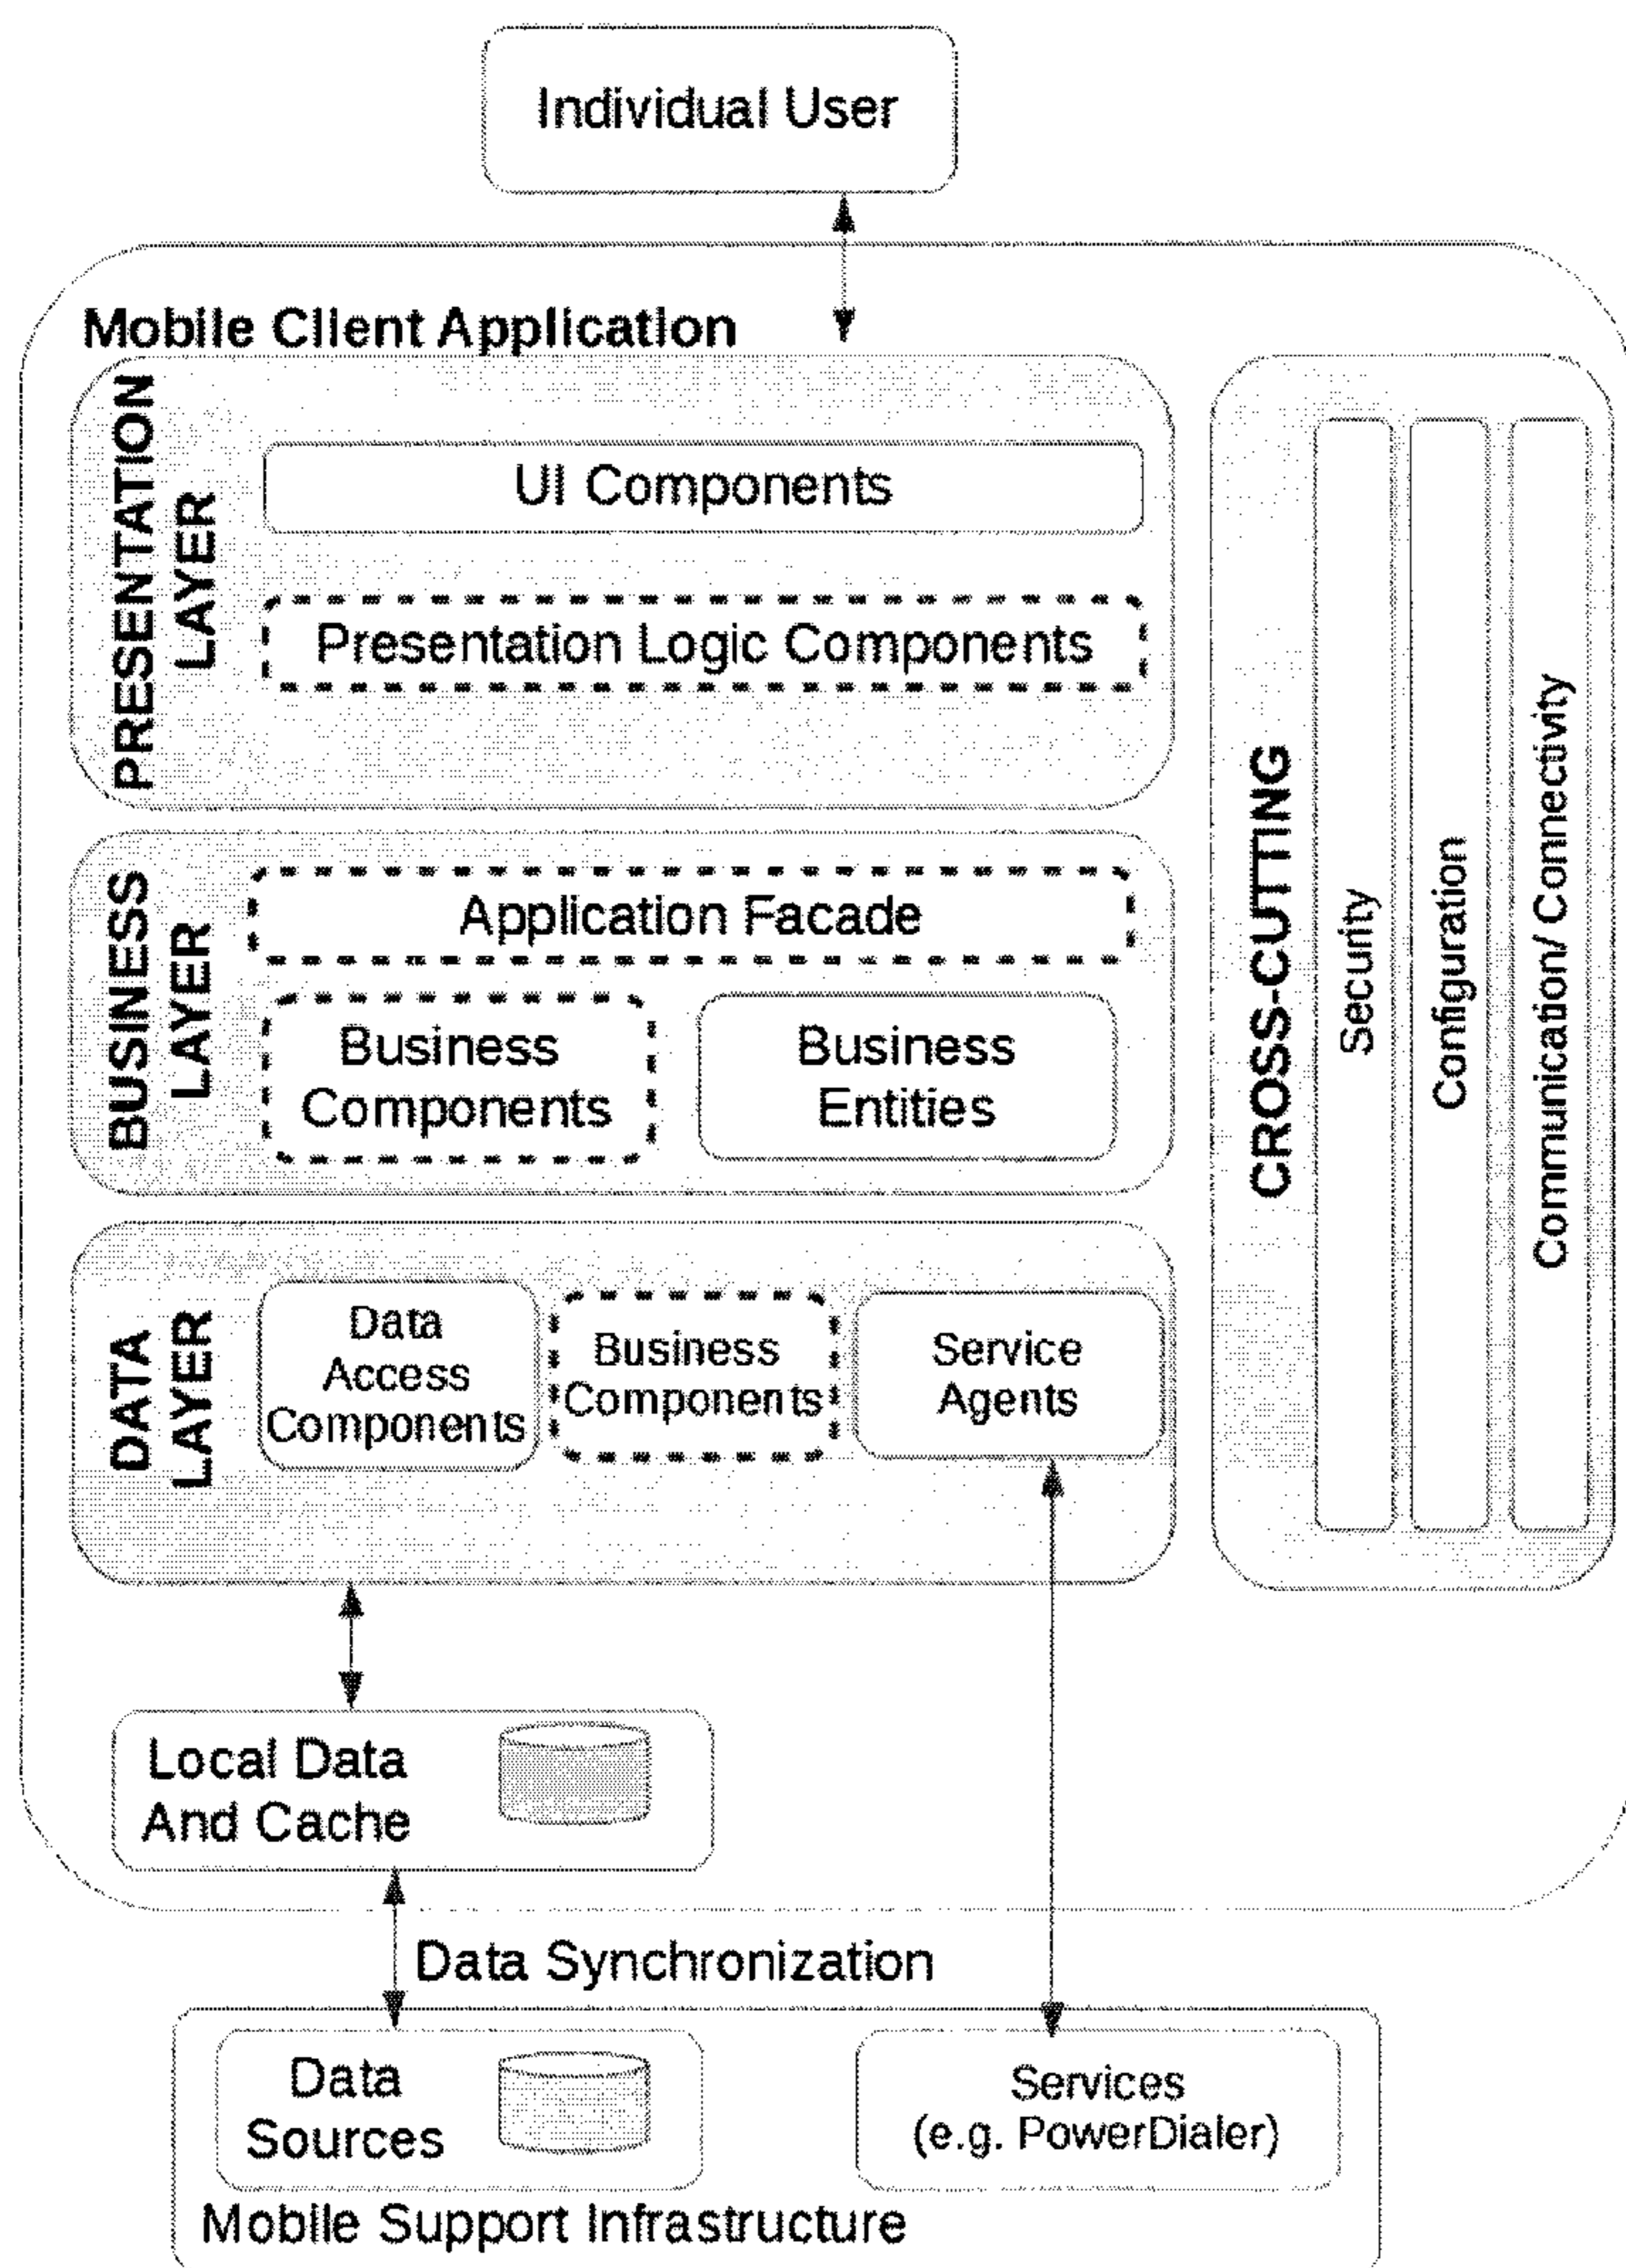 Individual User
Mobile Client Application
PRESENTATION
LAYER
UI Components
Presentation Logic Components
BUSINESS
LAYER
Application Facade
Business
Components
Business
Entities
DATA
LAYER
Data
Access
Components
Business
Components
Service
Agents
CROSS-CUTTING
Security
Configuration
Communication/ Connectivity
Local Data
And Cache
Data Synchronization
Data
Sources
Services
(e.g. PowerDialer)
Mobile Support Infrastructure